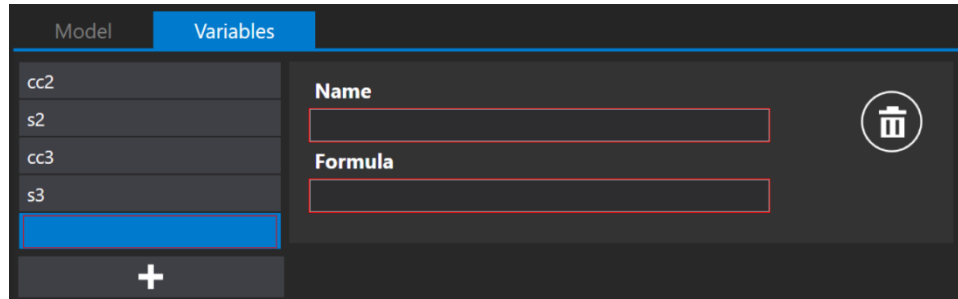 Model Variables
cc2
s2
cc3
s3
Name
Formula